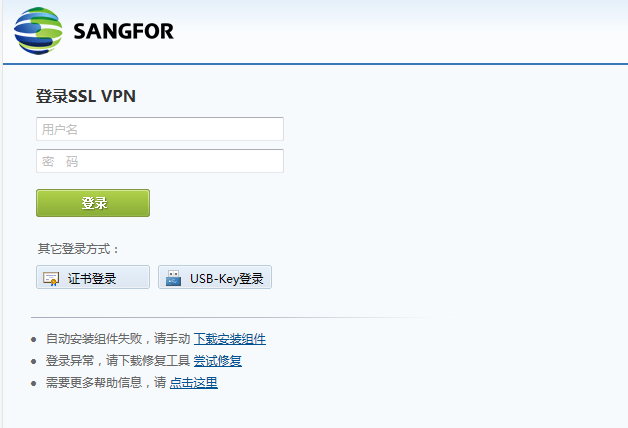 SANGFOR
登录SSL VPN
用户名
密 码
登录
其它登录方式：
证书登录 USB-Key登录
自动安装组件失败，请手动 下载安装组件
登录异常，请下载修复工具 尝试修复
需要更多帮助信息，请 点击这里